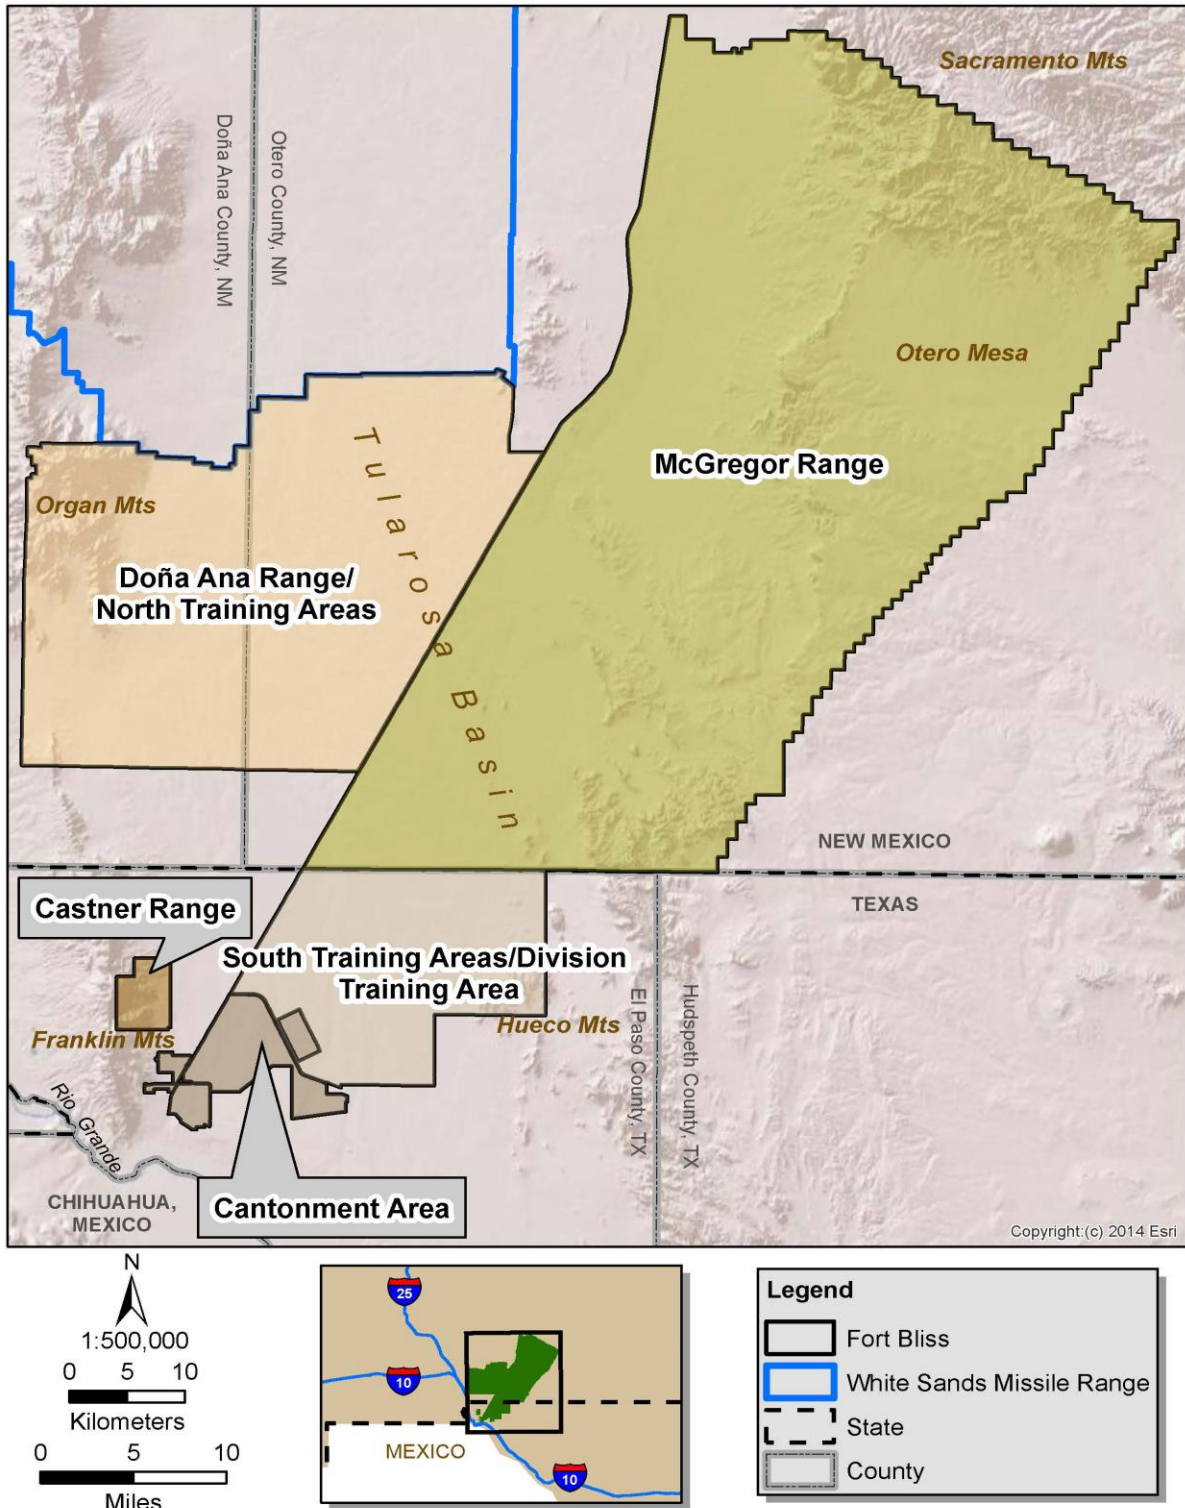 Sacramento Mts
Doña Ana County, NM
Otero County, NM
Otero Mesa
McGregor Range
Organ Mts
Tularosa Basin
Doña Ana Range/
North Training Areas
NEW MEXICO
TEXAS
Castner Range
South Training Areas/Division
Training Area
Franklin Mts
Hueco Mts
El Paso County, TX
Hudspeth County, TX
Rio Grande
Cantonment Area
CHIHUAHUA,
MEXICO
Copyright:(c) 2014 Esri
N
1:500,000
0 5 10
Kilometers
0 5 10
Miles
25
10
MEXICO
10
Legend
Fort Bliss
White Sands Missile Range
State
County